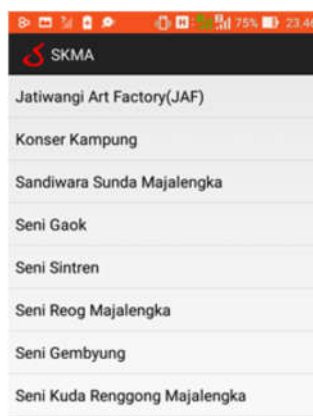 75% 23.46
SKMA
Jatiwangi Art Factory(JAF)
Konser Kampung
Sandiwara Sunda Majalengka
Seni Gaok
Seni Sintren
Seni Reog Majalengka
Seni Gembyung
Seni Kuda Renggong Majalengka